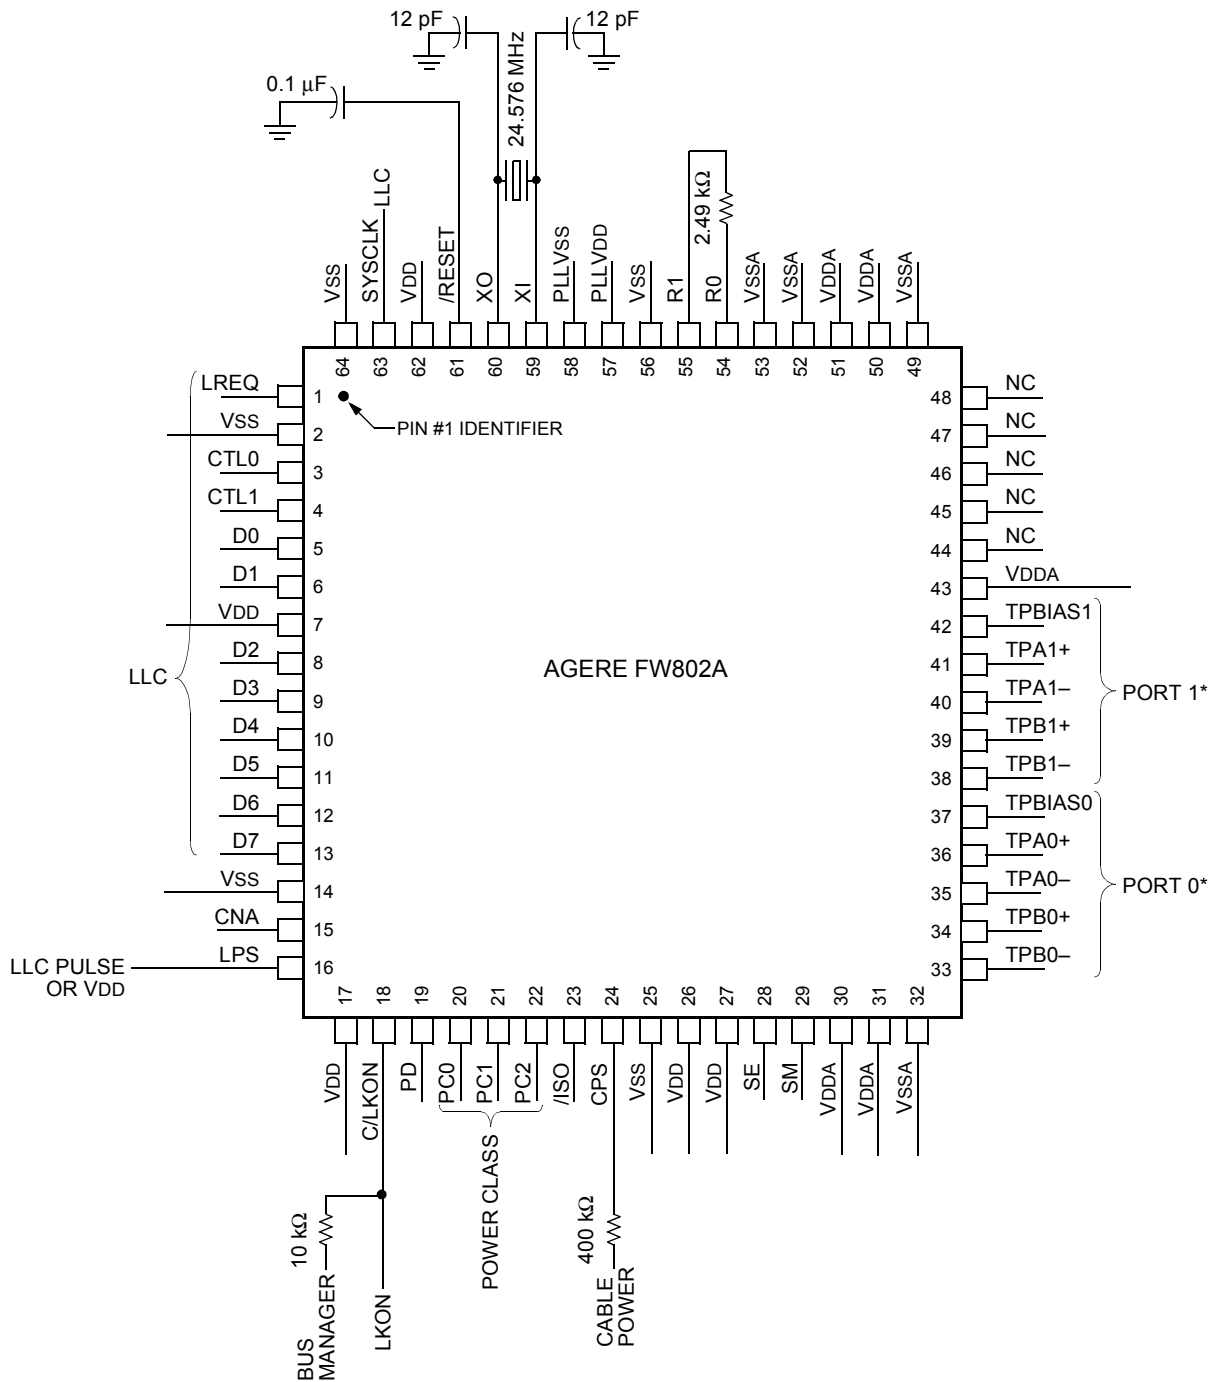 12 pF
12 pF
0.1 µF
24.576 MHz
LLC
2.49 kΩ
VSS
SYSCLK
VDD
/RESET
XO
XI
PLLVSS
PLLVDD
VSS
R1
R0
VSSA
VSSA
VDDA
VDDA
VSSA
64
63
62
61
60
59
58
57
56
55
54
53
52
51
50
49
LREQ 1
VSS 2
CTL0 3
CTL1 4
D0 5
D1 6
VDD 7
D2 8
D3 9
D4 10
D5 11
D6 12
D7 13
VSS 14
CNA 15
LPS 16
LLC
LLC PULSE
OR VDD
PIN #1 IDENTIFIER
AGERE FW802A
48 NC
47 NC
46 NC
45 NC
44 NC
43 VDDA
42 TPBIAS1
41 TPA1+
40 TPA1–
39 TPB1+
38 TPB1–
37 TPBIAS0
36 TPA0+
35 TPA0–
34 TPB0+
33 TPB0–
PORT 1*
PORT 0*
17
18
19
20
21
22
23
24
25
26
27
28
29
30
31
32
VDD
C/LKON
PD
PC0
PC1
PC2
/ISO
CPS
VSS
VDD
VDD
SE
SM
VDDA
VDDA
VSSA
POWER CLASS
10 kΩ
400 kΩ
BUS
MANAGER
LKON
CABLE
POWER